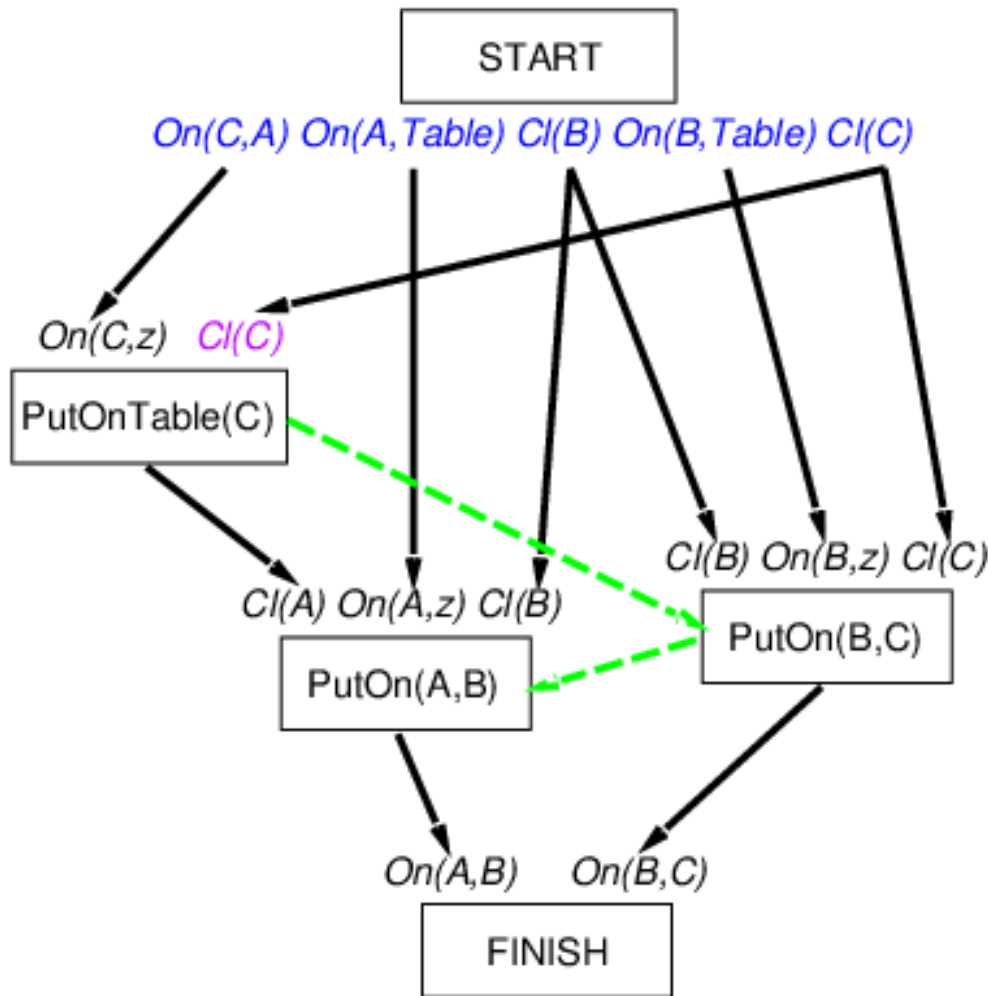 START
On(C,A) On(A,Table) Cl(B) On(B,Table) Cl(C)
On(C,z) Cl(C)
PutOnTable(C)
Cl(B) On(B,z) Cl(C)
Cl(A) On(A,z) Cl(B)
PutOn(B,C)
PutOn(A,B)
On(A,B) On(B,C)
FINISH